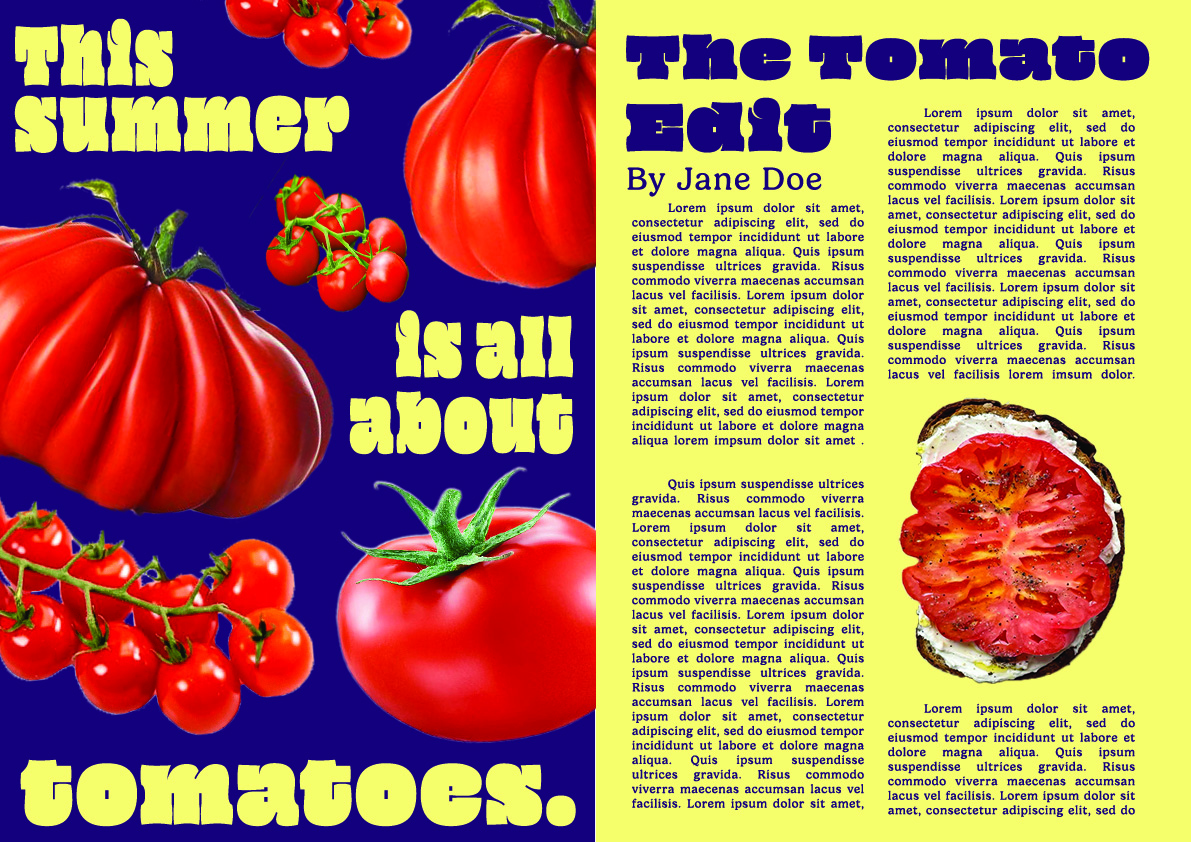 This
summer
is all
about
tomatoes.
The Tomato
Edit
By Jane Doe
Lorem ipsum dolor sit amet,
consectetur adipiscing elit, sed do
eiusmod tempor incididunt ut labore
et dolore magna aliqua. Quis ipsum
suspendisse ultrices gravida. Risus
commodo viverra maecenas accumsan
lacus vel facilisis. Lorem ipsum dolor
sit amet, consectetur adipiscing elit,
sed do eiusmod tempor incididunt ut
labore et dolore magna aliqua. Quis
ipsum suspendisse ultrices gravida.
Risus commodo viverra maecenas
accumsan lacus vel facilisis. Lorem
ipsum dolor sit amet, consectetur
adipiscing elit, sed do eiusmod tempor
incididunt ut labore et dolore magna
aliqua lorem impsum dolor sit amet .
Quis ipsum suspendisse ultrices
gravida. Risus commodo viverra
maecenas accumsan lacus vel facilisis.
Lorem ipsum dolor sit amet,
consectetur adipiscing elit, sed do
eiusmod tempor incididunt ut labore
et dolore magna aliqua. Quis ipsum
suspendisse ultrices gravida. Risus
commodo viverra maecenas accumsan
lacus vel facilisis. Lorem ipsum dolor
sit amet, consectetur adipiscing elit,
sed do eiusmod tempor incididunt ut
labore et dolore magna aliqua. Quis
ipsum suspendisse ultrices gravida.
Risus commodo viverra maecenas
accumsan lacus vel facilisis. Lorem
ipsum dolor sit amet, consectetur
adipiscing elit, sed do eiusmod tempor
incididunt ut labore et dolore magna
aliqua. Quis ipsum suspendisse
ultrices gravida. Risus commodo
viverra maecenas accumsan lacus vel
facilisis. Lorem ipsum dolor sit amet,
Lorem ipsum dolor sit amet,
consectetur adipiscing elit, sed do
eiusmod tempor incididunt ut labore et
dolore magna aliqua. Quis ipsum
suspendisse ultrices gravida. Risus
commodo viverra maecenas accumsan
lacus vel facilisis. Lorem ipsum dolor sit
amet, consectetur adipiscing elit, sed do
eiusmod tempor incididunt ut labore et
dolore magna aliqua. Quis ipsum
suspendisse ultrices gravida. Risus
commodo viverra maecenas accumsan
lacus vel facilisis. Lorem ipsum dolor sit
amet, consectetur adipiscing elit, sed do
eiusmod tempor incididunt ut labore et
dolore magna aliqua. Quis ipsum
suspendisse ultrices gravida. Risus
commodo viverra maecenas accumsan
lacus vel facilisis lorem imsum dolor.
Lorem ipsum dolor sit amet,
consectetur adipiscing elit, sed do
eiusmod tempor incididunt ut labore et
dolore magna aliqua. Quis ipsum
suspendisse ultrices gravida. Risus
commodo viverra maecenas accumsan
lacus vel facilisis. Lorem ipsum dolor sit
amet, consectetur adipiscing elit, sed do